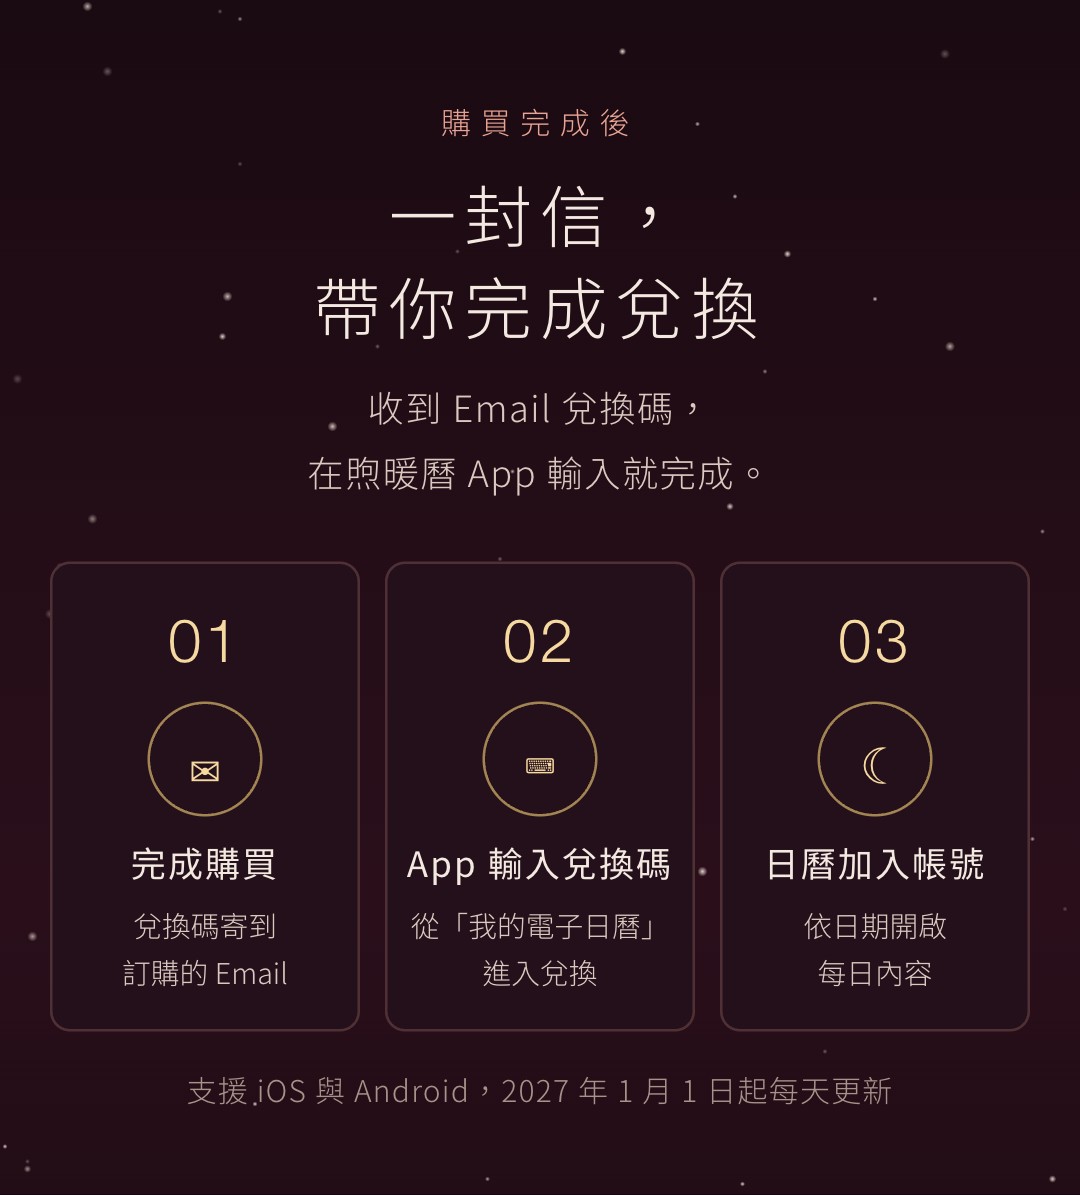 購買完成後
一封信，
帶你完成兌換
收到 Email 兌換碼，
在煦暖曆 App 輸入就完成。
01
02
03
完成購買
App 輸入兌換碼
日曆加入帳號
兌換碼寄到
訂購的 Email
從「我的電子日曆」
進入兌換
依日期開啟
每日內容
支援 iOS 與 Android，2027 年 1 月 1 日起每天更新